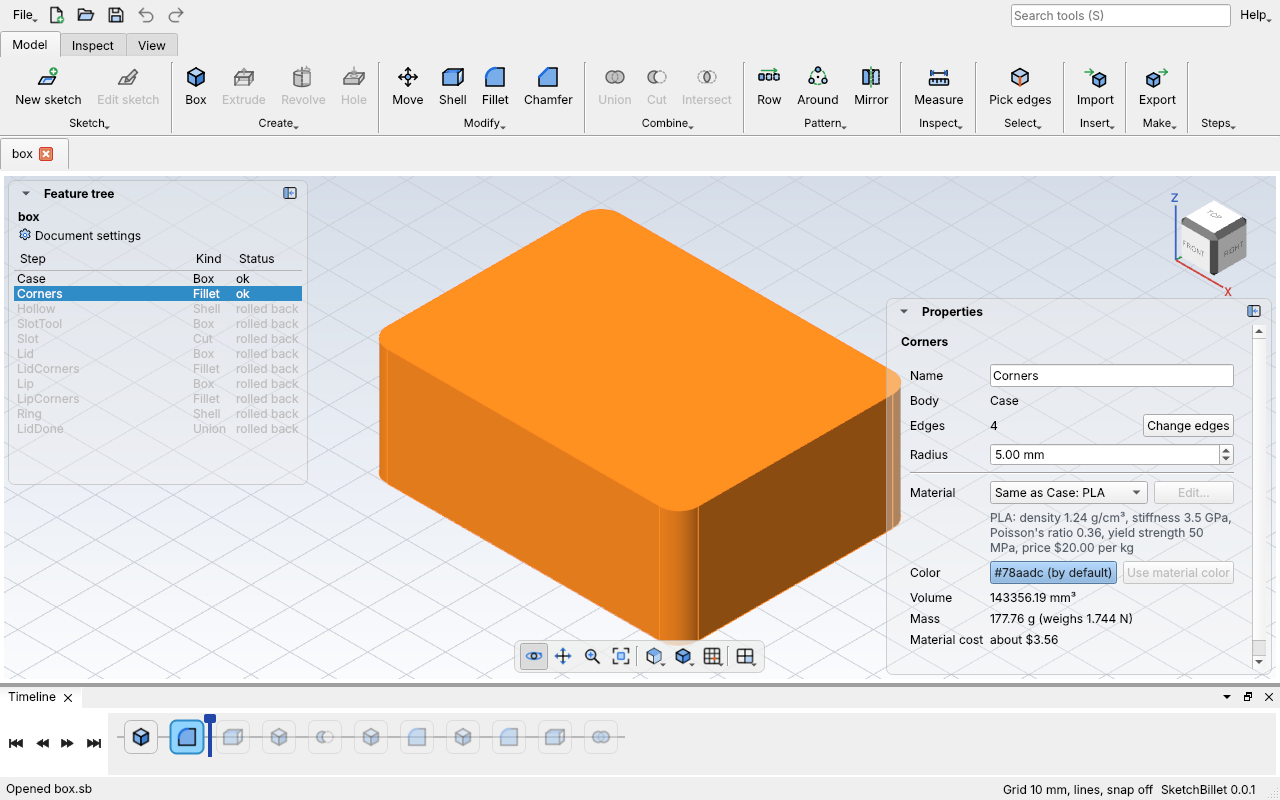 File
Search tools (S)
Help
Model
Inspect
View
New sketch
Edit sketch
Box
Extrude
Revolve
Hole
Move
Shell
Fillet
Chamfer
Union
Cut
Intersect
Row
Around
Mirror
Measure
Pick edges
Import
Export
Sketch
Create
Modify
Combine
Pattern
Inspect
Select
Insert
Make
Steps
box
Feature tree
box
Document settings
Step Kind Status
Case Box ok
Corners Fillet ok
Hollow Shell rolled back
SlotTool Box rolled back
Slot Cut rolled back
Lid Box rolled back
LidCorners Fillet rolled back
Lip Box rolled back
LipCorners Fillet rolled back
Ring Shell rolled back
LidDone Union rolled back
Z
TOP
FRONT
RIGHT
X
Properties
Corners
Name Corners
Body Case
Edges 4 Change edges
Radius 5.00 mm
Material Same as Case: PLA Edit...
PLA: density 1.24 g/cm³, stiffness 3.5 GPa,
Poisson's ratio 0.36, yield strength 50
MPa, price $20.00 per kg
Color #78aadc (by default) Use material color
Volume 143356.19 mm³
Mass 177.76 g (weighs 1.744 N)
Material cost about $3.56
Timeline
Opened box.sb
Grid 10 mm, lines, snap off SketchBillet 0.0.1